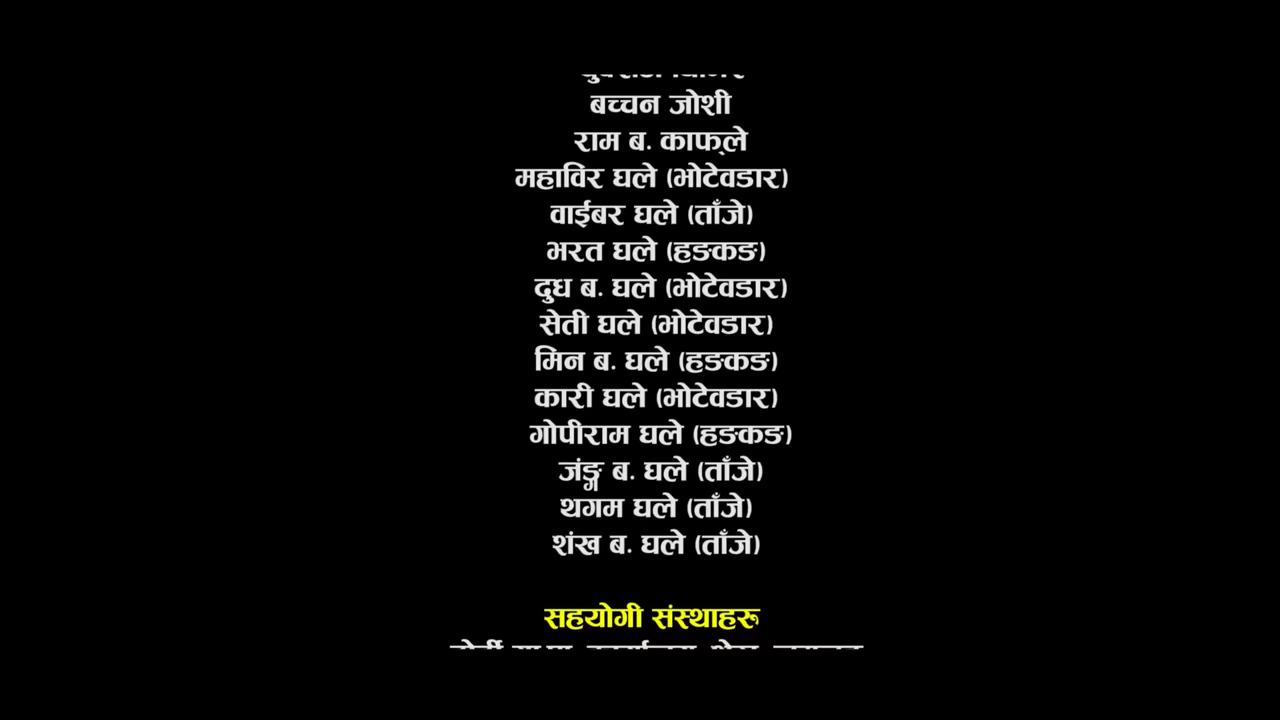 बच्चन जोशी
राम ब. काफ्ले
महाविर घले (भोटेवडार)
वाईबर घले (ताँजे)
भरत घले (हङकङ)
दुध ब. घले (भोटेवडार)
सेती घले (भोटेवडार)
मिन ब. घले (हङकङ)
कारी घले (भोटेवडार)
गोपीराम घले (हङकङ)
जंङ्ग ब. घले (ताँजे)
थगम घले (ताँजे)
शंख ब. घले (ताँजे)
सहयोगी संस्थाहरू